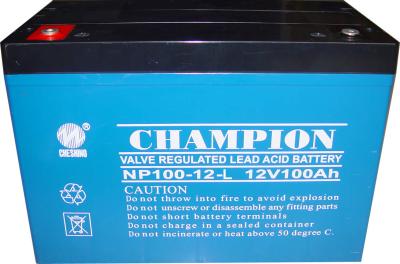 CHAMPION
VALVE REGULATED LEAD ACID BATTERY
NP100-12-L 12V100Ah
CHESHING
®
CAUTION
Do not throw into fire to avoid explosion
Do not unscrew or disassemble any fitting parts
Do not short battery terminals
Do not charge in a sealed container
Do not incinerate or heat above 50 degree C.